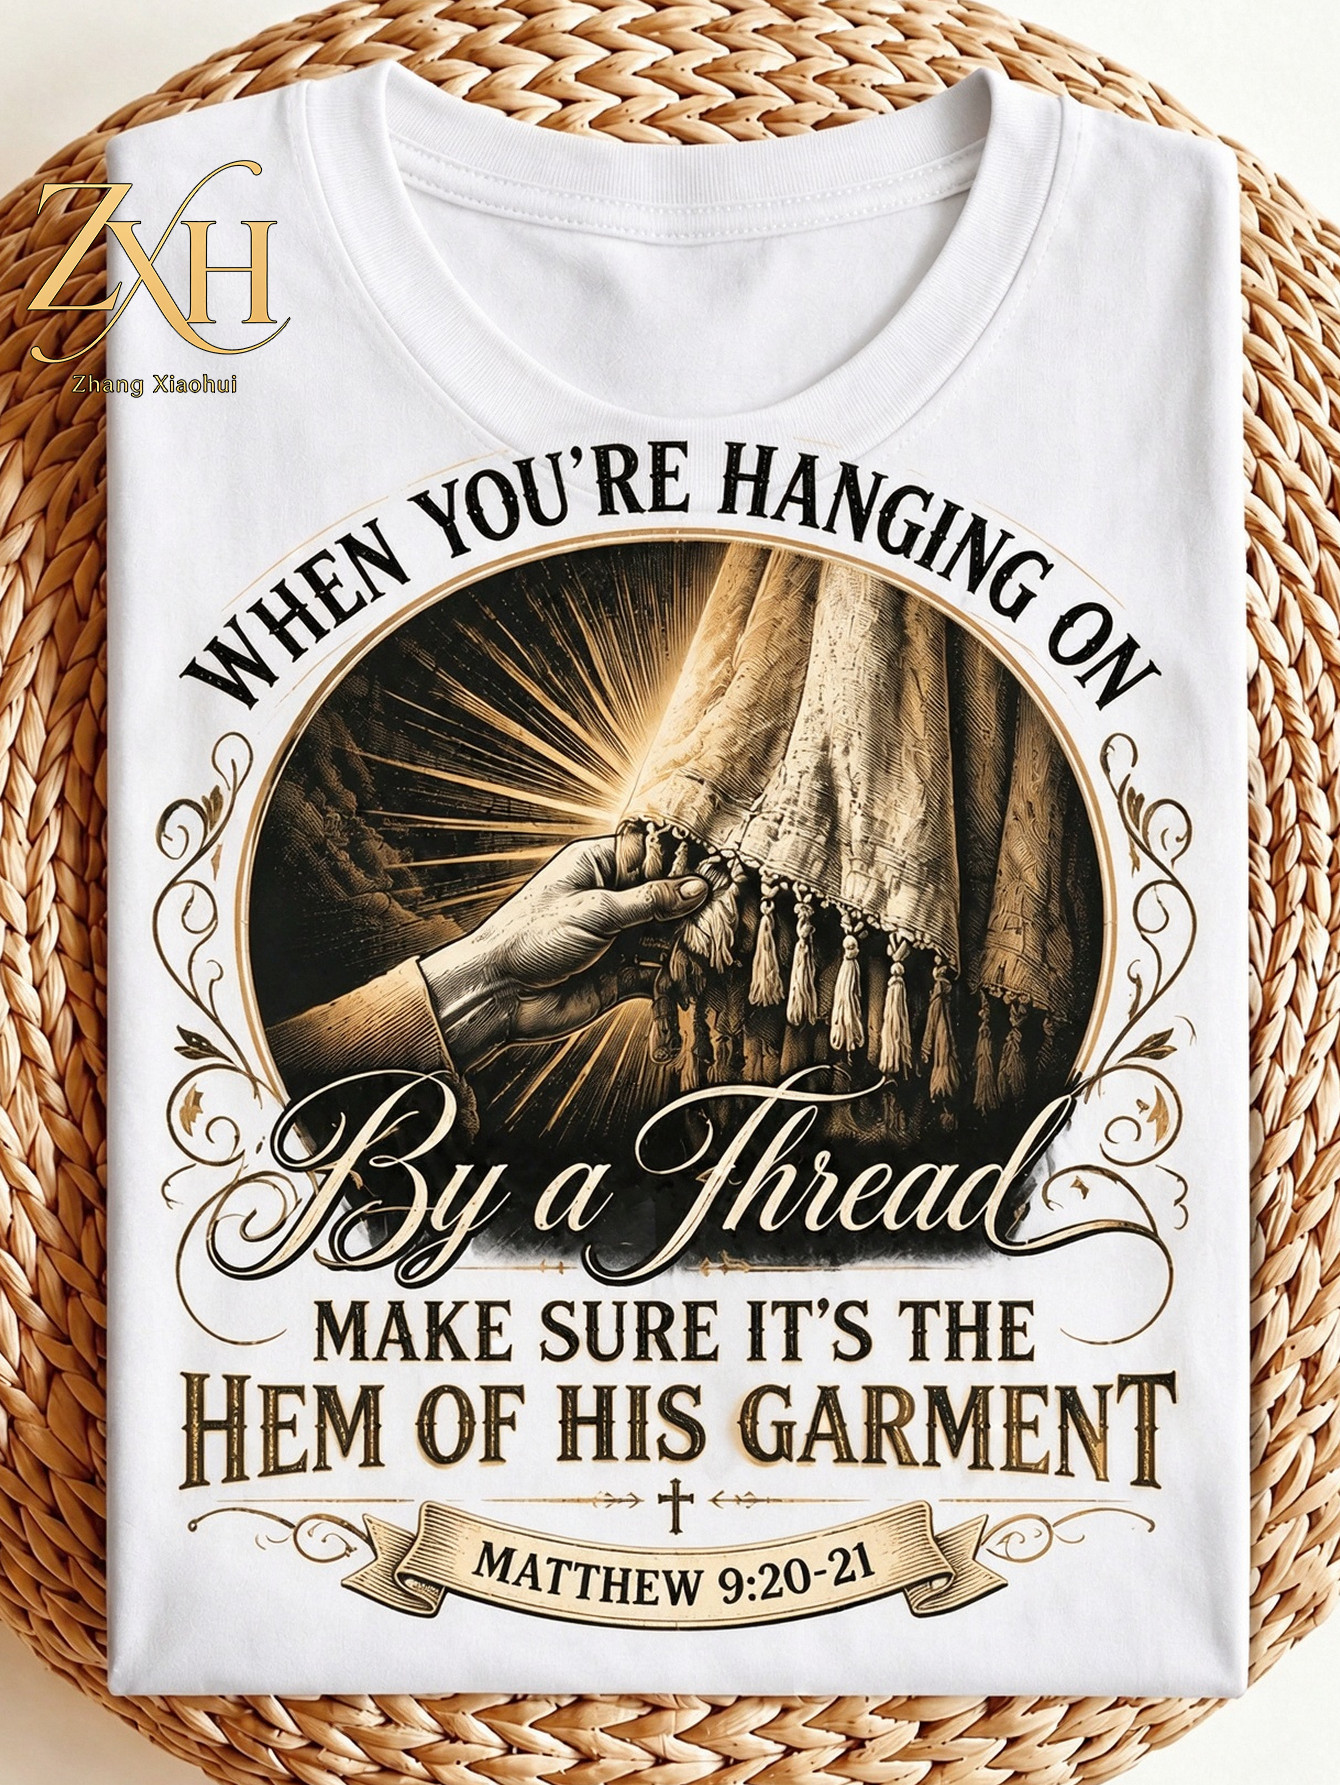 ZXH
Zhang Xiaohui
WHEN YOU'RE HANGING ON
By a Thread
MAKE SURE IT'S THE
HEM OF HIS GARMENT
MATTHEW 9:20-21